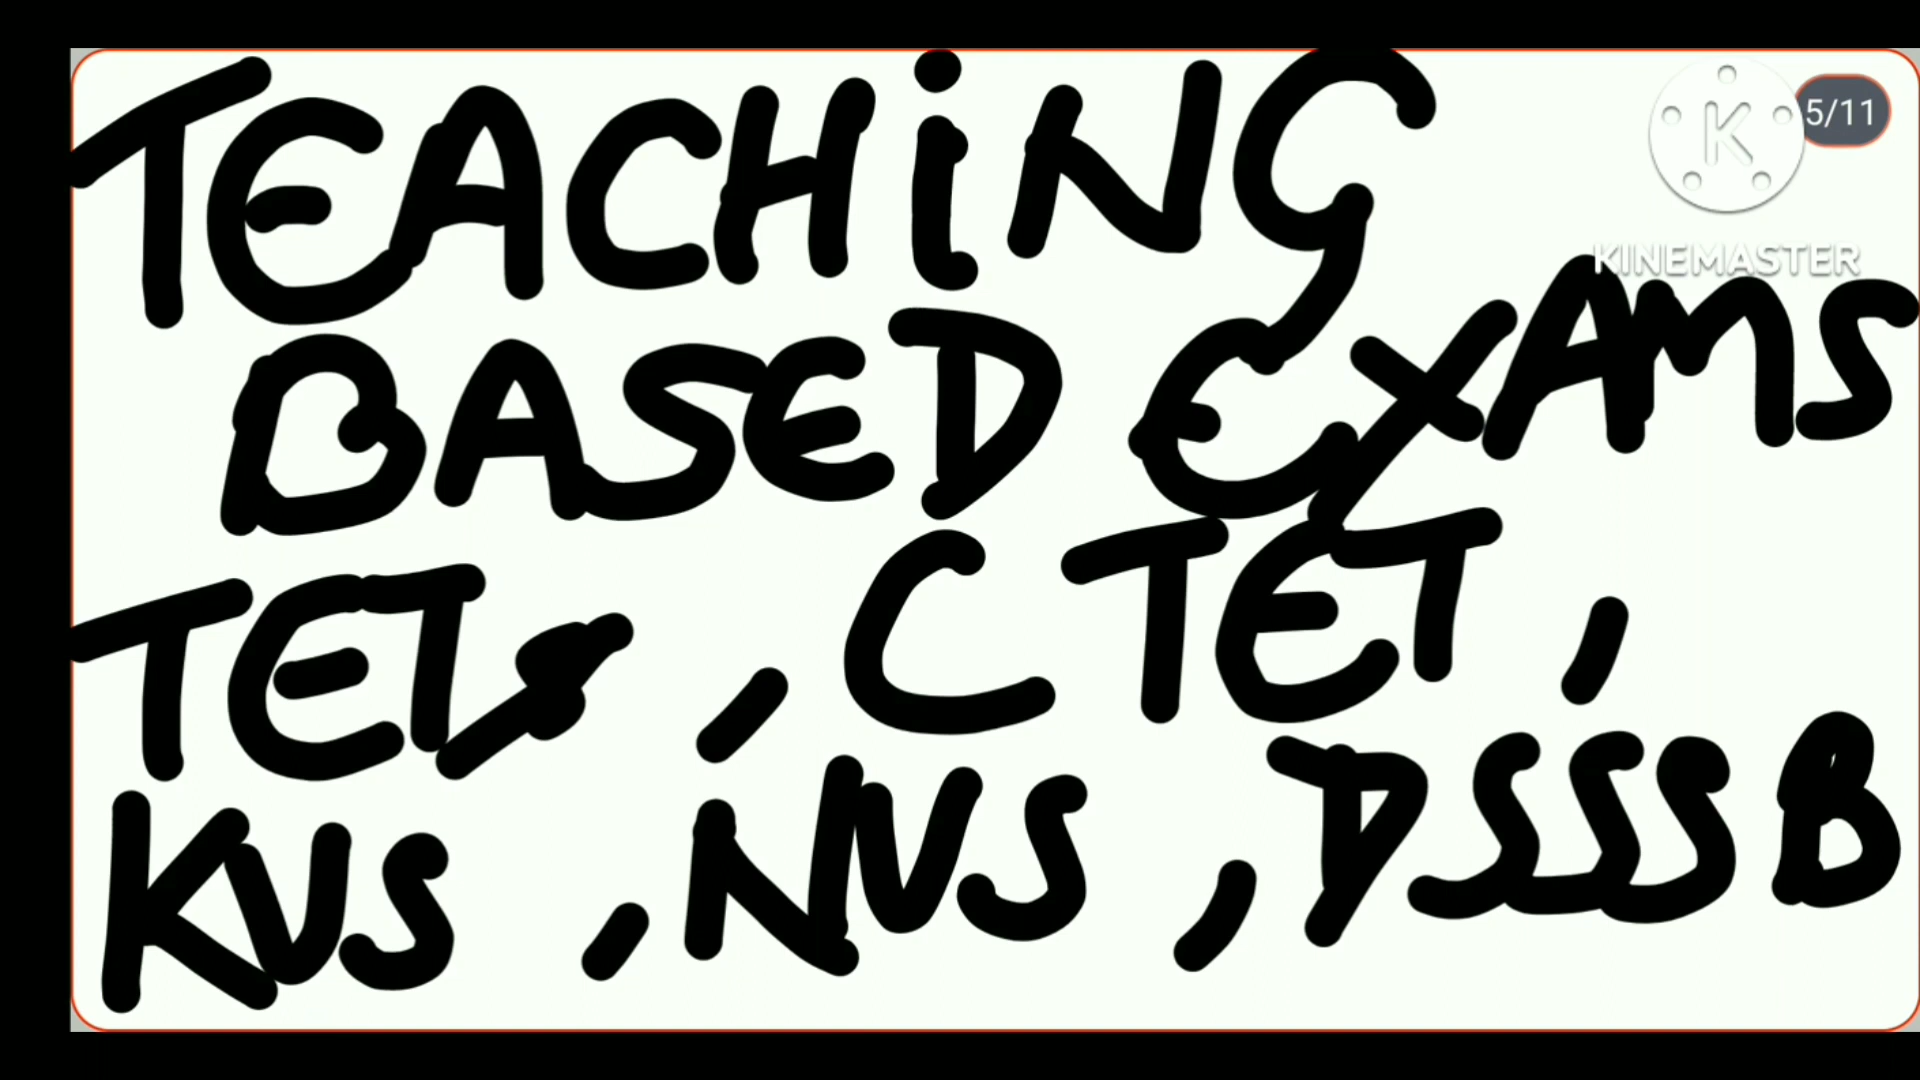 TEACHiNG
5/11
KINEMASTER
BASED EXAMS
TETs , CTET ,
KVS , NVS , DSSSB